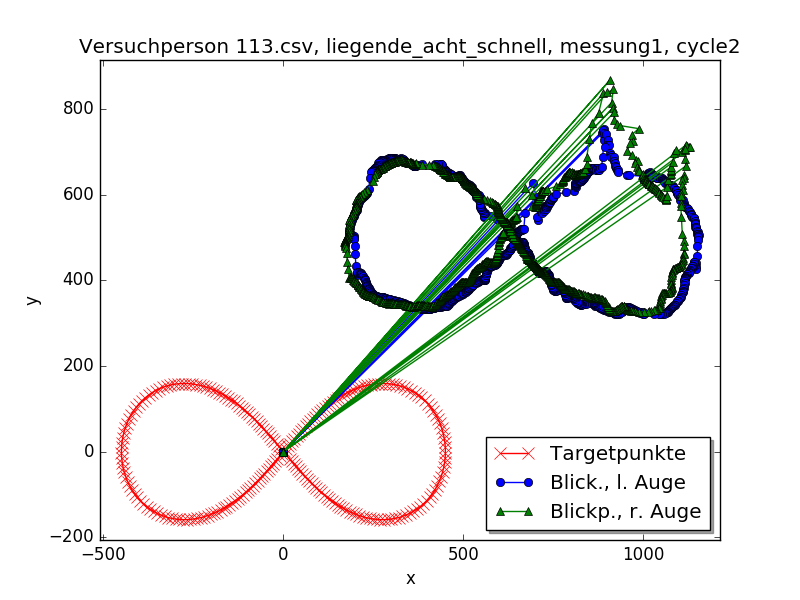 Versuchperson 113.csv, liegende_acht_schnell, messung1, cycle2
800
600
400
200
0
−200
−500
0
500
1000
y
x
Targetpunkte
Blick., l. Auge
Blickp., r. Auge